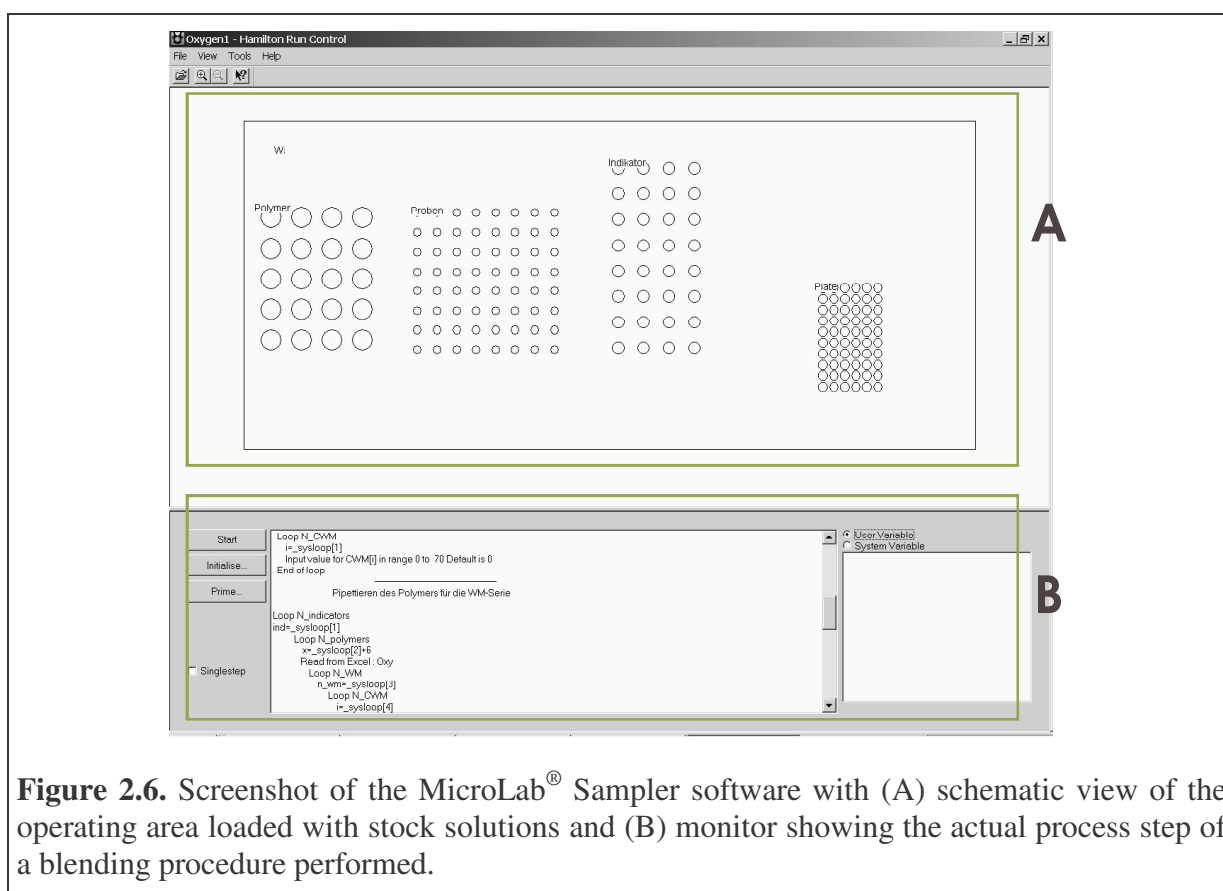 Oxygen1 - Hamilton Run Control
File View Tools Help
W:
Polymer
Proben
Indikator
Plate
A
Start
Initialise...
Prime...
Singlestep
Loop N_CWM
i=_sysloop[1]
Input value for CWM[i] in range 0 to 70 Default is 0
End of loop
Pipettieren des Polymers für die WM-Serie
Loop N_indicators
ind=_sysloop[1]
Loop N_polymers
x=_sysloop[2]+6
Read from Excel : Oxy
Loop N_WM
n_wm=_sysloop[3]
Loop N_CWM
i=_sysloop[4]
User Variable
System Variable
B
Figure 2.6. Screenshot of the MicroLab® Sampler software with (A) schematic view of the
operating area loaded with stock solutions and (B) monitor showing the actual process step of
a blending procedure performed.